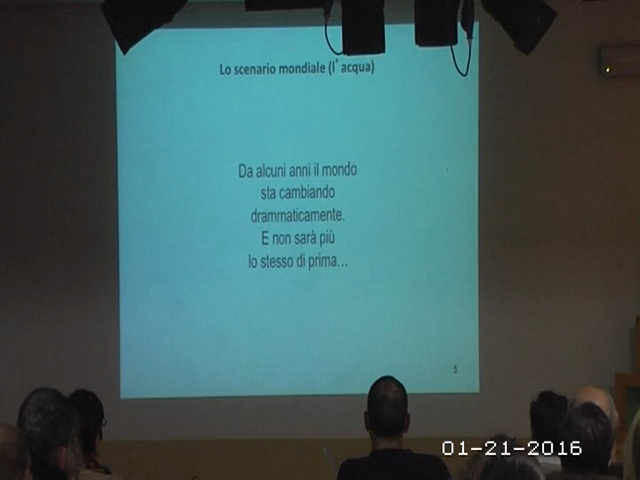 Lo scenario mondiale (l'acqua)
Da alcuni anni il mondo
sta cambiando
drammaticamente.
E non sarà più
lo stesso di prima...
5
01-21-2016